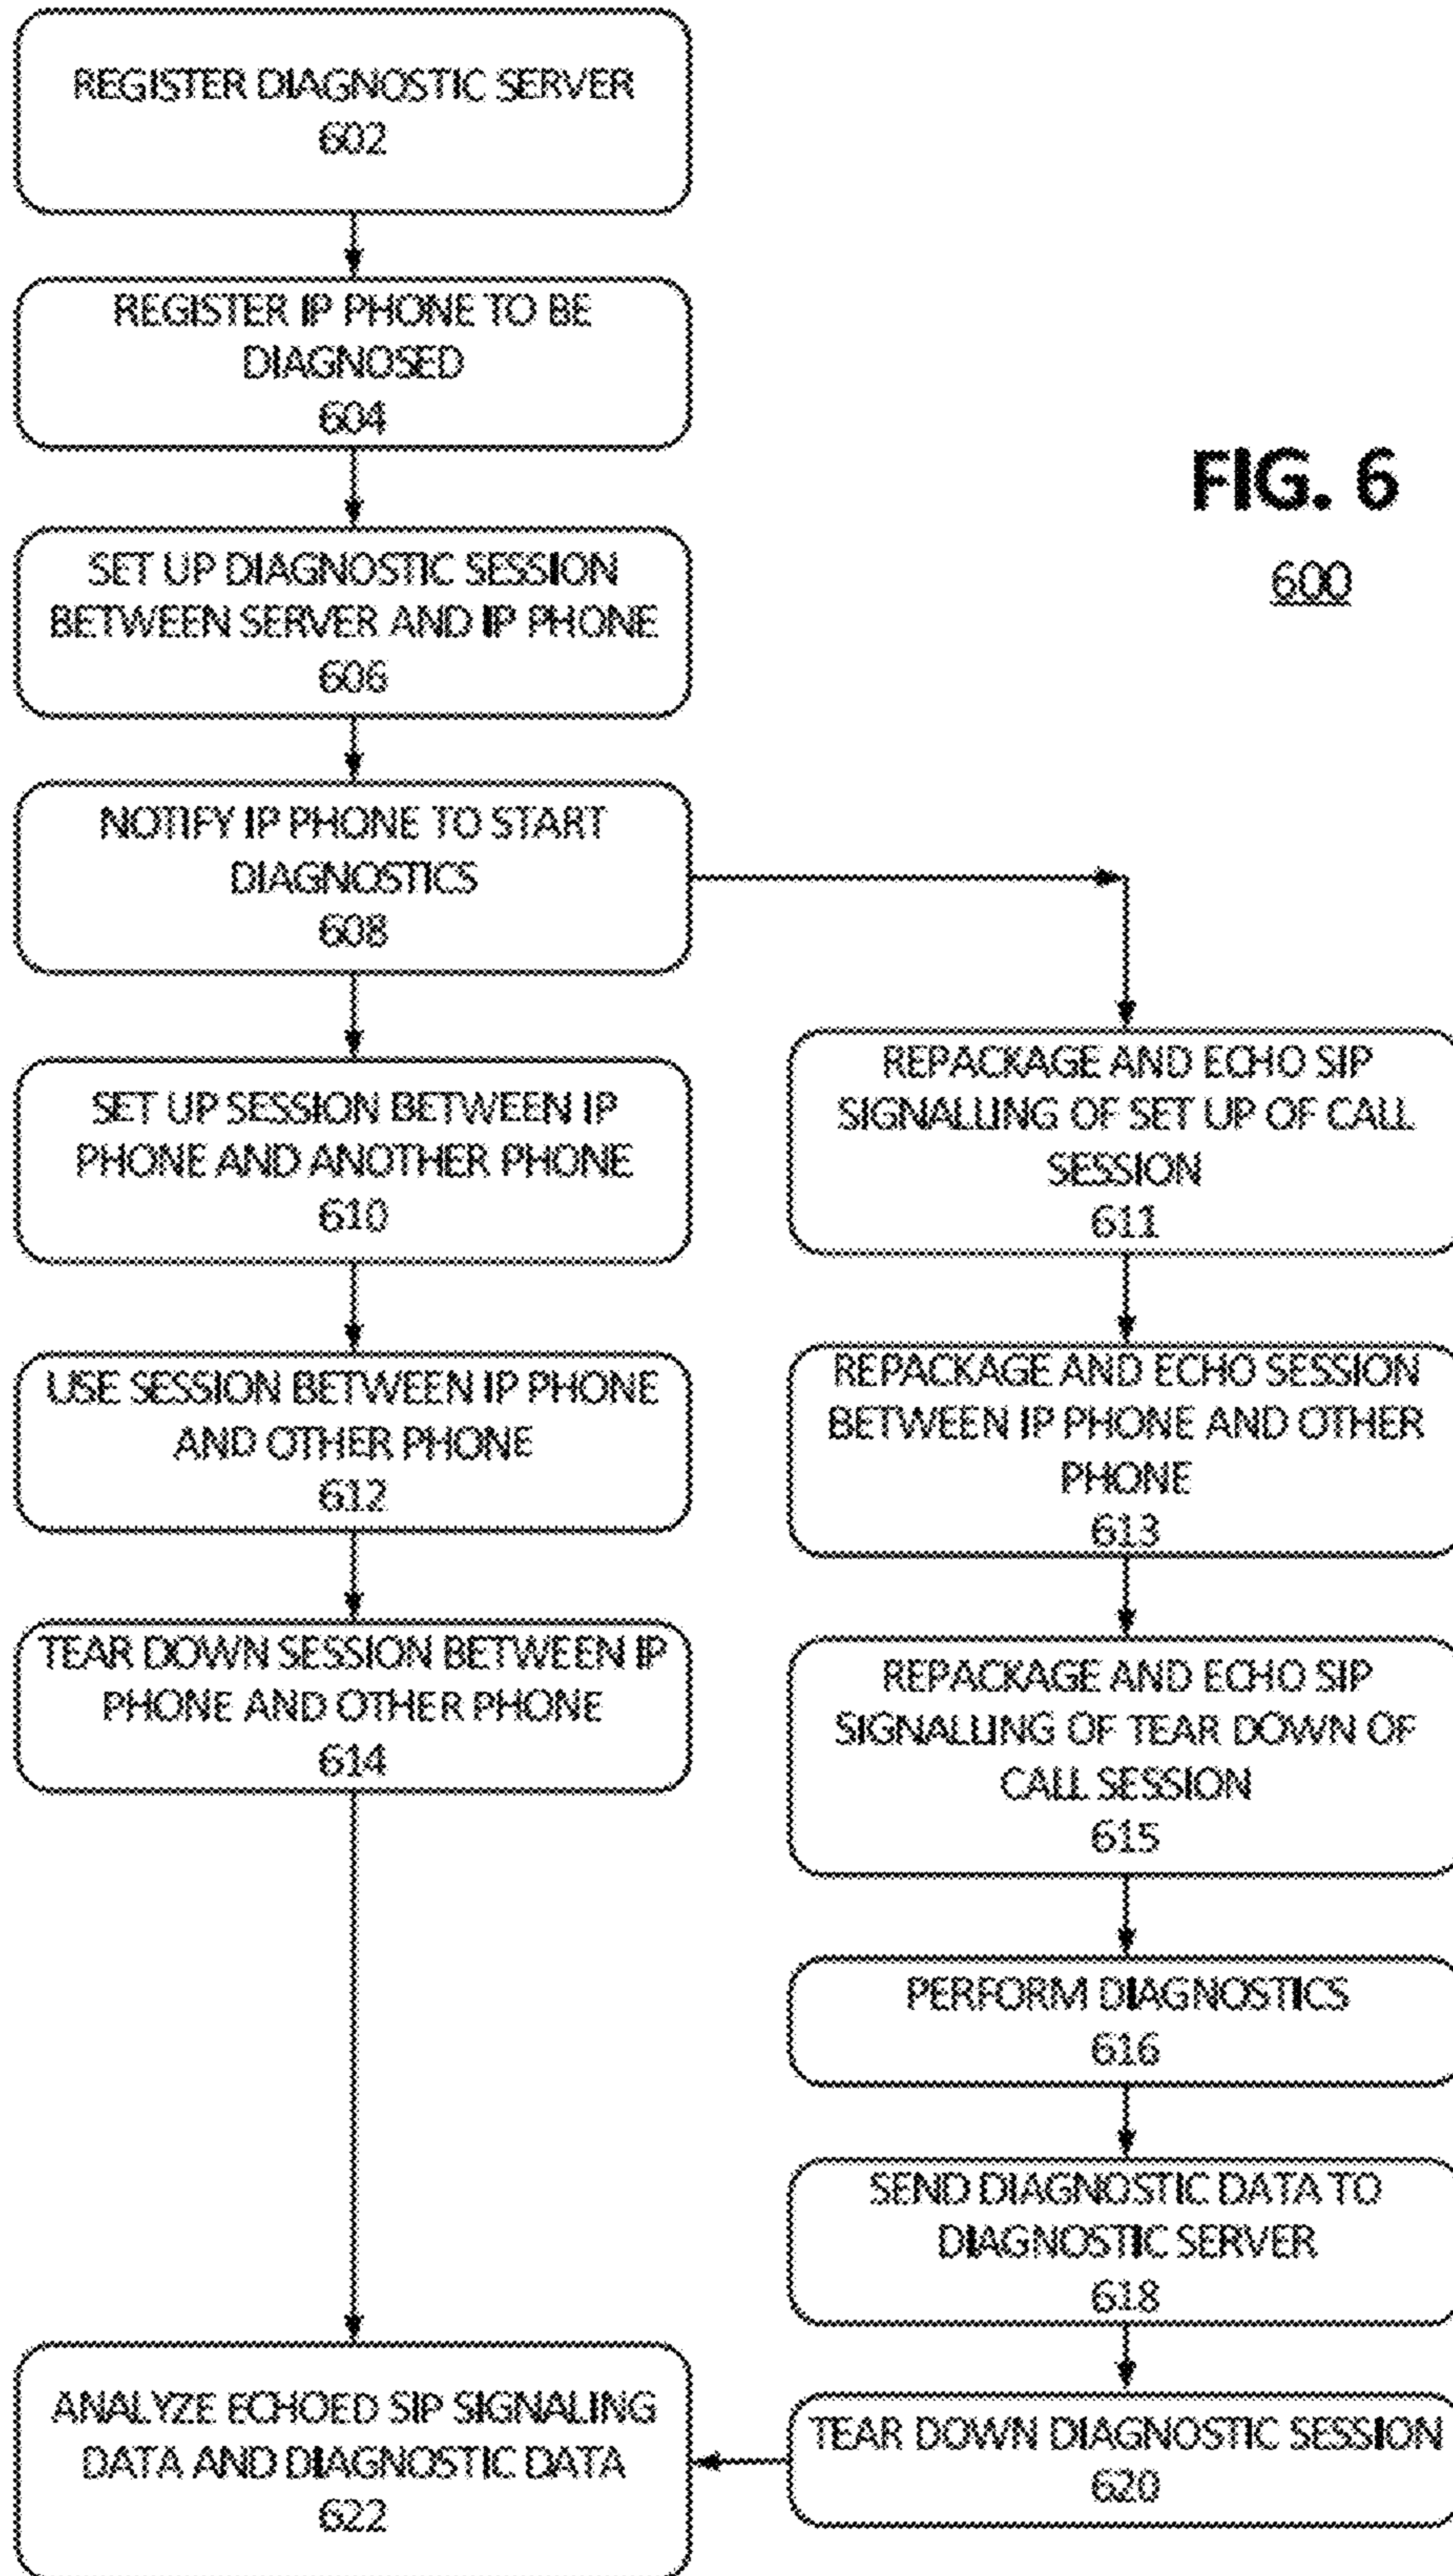 REGISTER DIAGNOSTIC SERVER
602
REGISTER IP PHONE TO BE
DIAGNOSED
604
SET UP DIAGNOSTIC SESSION
BETWEEN SERVER AND IP PHONE
606
NOTIFY IP PHONE TO START
DIAGNOSTICS
608
SET UP SESSION BETWEEN IP
PHONE AND ANOTHER PHONE
610
USE SESSION BETWEEN IP PHONE
AND OTHER PHONE
612
TEAR DOWN SESSION BETWEEN IP
PHONE AND OTHER PHONE
614
FIG. 6
600
REPACKAGE AND ECHO SIP
SIGNALLING OF SET UP OF CALL
SESSION
611
REPACKAGE AND ECHO SESSION
BETWEEN IP PHONE AND OTHER
PHONE
613
REPACKAGE AND ECHO SIP
SIGNALLING OF TEAR DOWN OF
CALL SESSION
615
PERFORM DIAGNOSTICS
616
SEND DIAGNOSTIC DATA TO
DIAGNOSTIC SERVER
618
TEAR DOWN DIAGNOSTIC SESSION
620
ANALYZE ECHOED SIP SIGNALING
DATA AND DIAGNOSTIC DATA
622